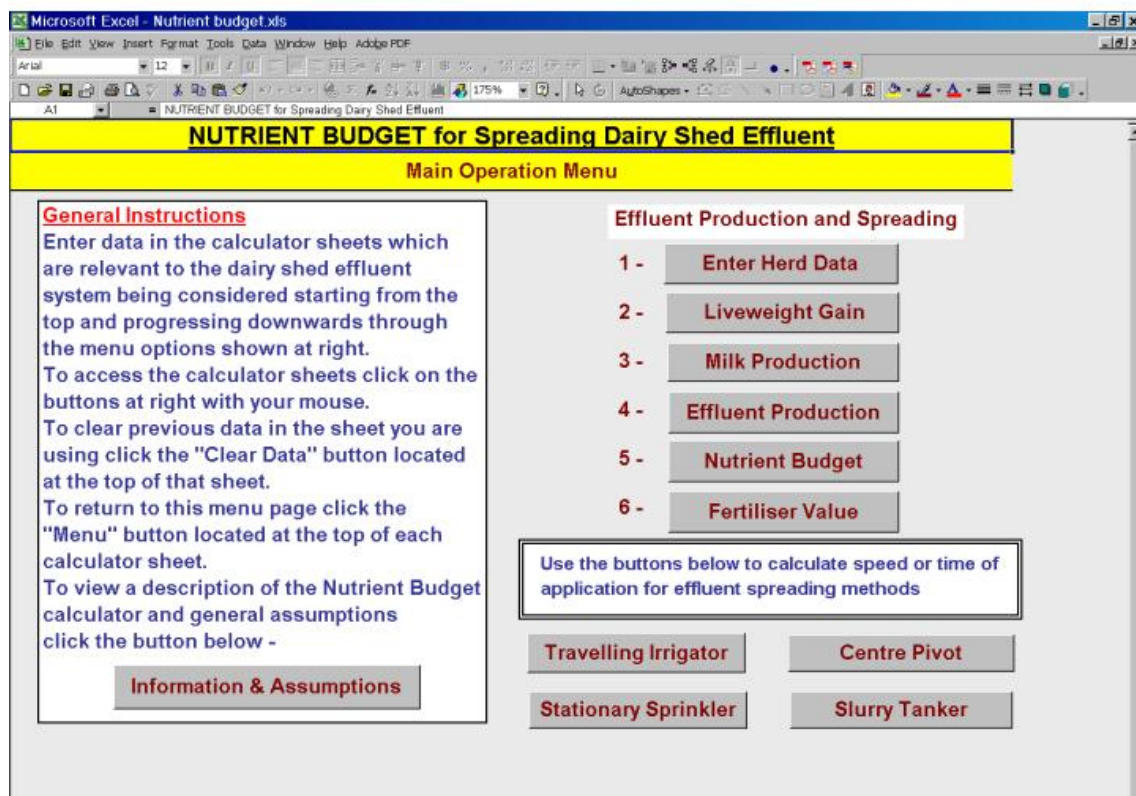 Microsoft Excel - Nutrient budget.xls
File Edit View Insert Format Tools Data Window Help Adobe PDF
Arial 12
175% AutoShapes
A1 = NUTRIENT BUDGET for Spreading Dairy Shed Effluent
NUTRIENT BUDGET for Spreading Dairy Shed Effluent
Main Operation Menu
General Instructions
Enter data in the calculator sheets which
are relevant to the dairy shed effluent
system being considered starting from the
top and progressing downwards through
the menu options shown at right.
To access the calculator sheets click on the
buttons at right with your mouse.
To clear previous data in the sheet you are
using click the "Clear Data" button located
at the top of that sheet.
To return to this menu page click the
"Menu" button located at the top of each
calculator sheet.
To view a description of the Nutrient Budget
calculator and general assumptions
click the button below -
Information & Assumptions
Effluent Production and Spreading
1 - Enter Herd Data
2 - Liveweight Gain
3 - Milk Production
4 - Effluent Production
5 - Nutrient Budget
6 - Fertiliser Value
Use the buttons below to calculate speed or time of
application for effluent spreading methods
Travelling Irrigator Centre Pivot
Stationary Sprinkler Slurry Tanker